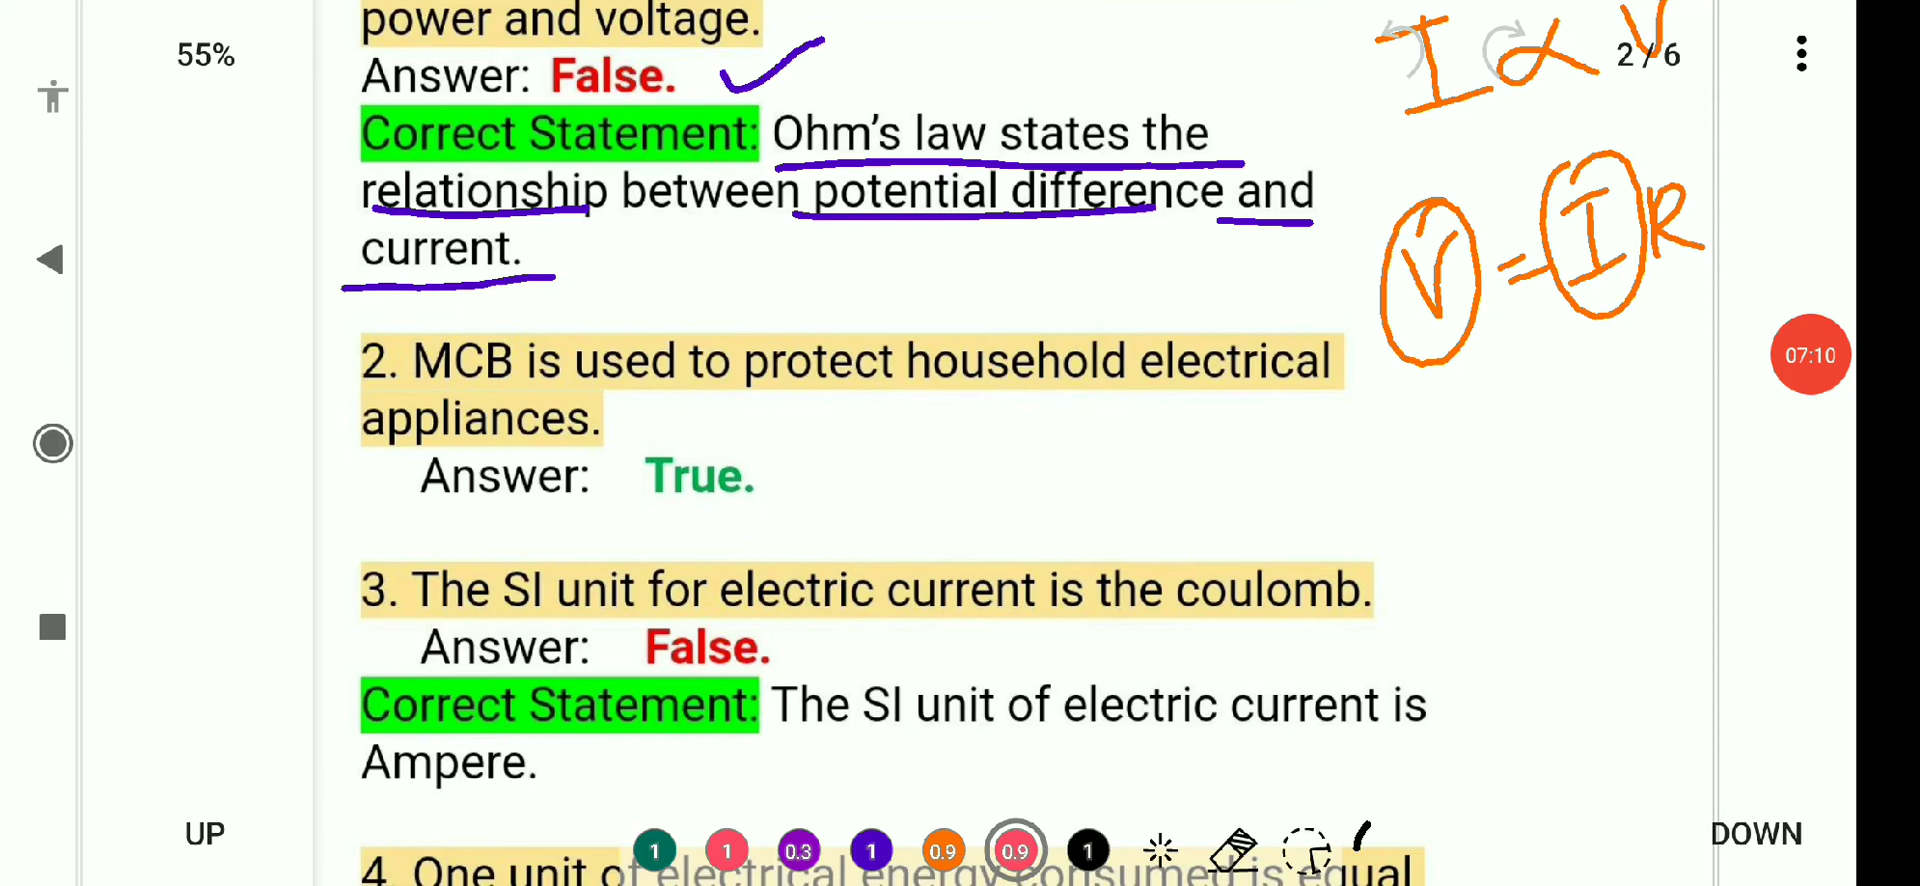 power and voltage.
I α V
55%
2 / 6
Answer: False.
Correct Statement: Ohm's law states the
relationship between potential difference and
current.
V = IR
2. MCB is used to protect household electrical
appliances.
07:10
Answer: True.
3. The SI unit for electric current is the coulomb.
Answer: False.
Correct Statement: The SI unit of electric current is
Ampere.
UP
DOWN
1 1 0.3 1 0.9 0.9 1
4. One unit of electrical energy consumed is equal